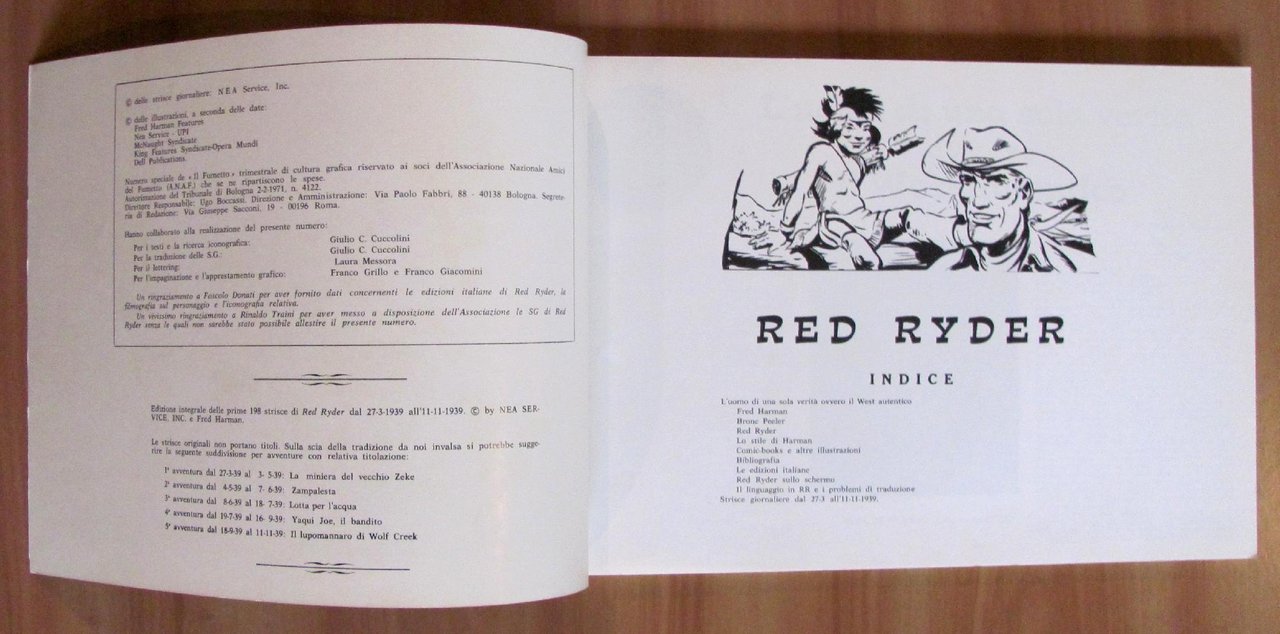 © delle strisce giornaliere: NEA Service, Inc.
© delle illustrazioni, a seconda delle date:
Fred Harman Features
Nea Service - UPI
McNaught Syndicate
King Features Syndicate-Opera Mundi
Dell Publications.
Numero speciale de «Il Fumetto» trimestrale di cultura grafica riservato ai soci dell'Associazione Nazionale Amici
del Fumetto (A.N.A.F.) che se ne ripartiscono le spese.
Autorizzazione del Tribunale di Bologna 2-2-1971, n. 4122.
Direttore Responsabile: Ugo Boccassi. Direzione e Amministrazione: Via Paolo Fabbri, 88 - 40138 Bologna. Segrete-
ria di Redazione: Via Giuseppe Sacconi, 19 - 00196 Roma.
Hanno collaborato alla realizzazione del presente numero:
Per i testi e la ricerca iconografica: Giulio C. Cuccolini
Per la traduzione delle S.G.: Giulio C. Cuccolini
Per il lettering: Laura Messora
Per l'impaginazione e l'apprestamento grafico: Franco Grillo e Franco Giacomini
Un ringraziamento a Foscolo Donati per aver fornito dati concernenti le edizioni italiane di Red Ryder, la
filmografia sul personaggio e l'iconografia relativa.
Un vivissimo ringraziamento a Rinaldo Traini per aver messo a disposizione dell'Associazione le SG di Red
Ryder senza le quali non sarebbe stato possibile allestire il presente numero.
Edizione integrale delle prime 198 strisce di Red Ryder dal 27-3-1939 all'11-11-1939. © by NEA SER-
VICE, INC. e Fred Harman.
Le strisce originali non portano titoli. Sulla scia della tradizione da noi invalsa si potrebbe sugge-
rire la seguente suddivisione per avventure con relativa titolazione:
1ª avventura dal 27-3-39 al 3- 5-39: La miniera del vecchio Zeke
2ª avventura dal 4-5-39 al 7- 6-39: Zampalesta
3ª avventura dal 8-6-39 al 18- 7-39: Lotta per l'acqua
4ª avventura dal 19-7-39 al 16- 9-39: Yaqui Joe, il bandito
5ª avventura dal 18-9-39 al 11-11-39: Il lupomannaro di Wolf Creek
RED RYDER
INDICE
L'uomo di una sola verità ovvero il West autentico
Fred Harman
Bronc Peeler
Red Ryder
Lo stile di Harman
Comic-books e altre illustrazioni
Bibliografia
Le edizioni italiane
Red Ryder sullo schermo
Il linguaggio in RR e i problemi di traduzione
Strisce giornaliere dal 27-3 all'11-11-1939.